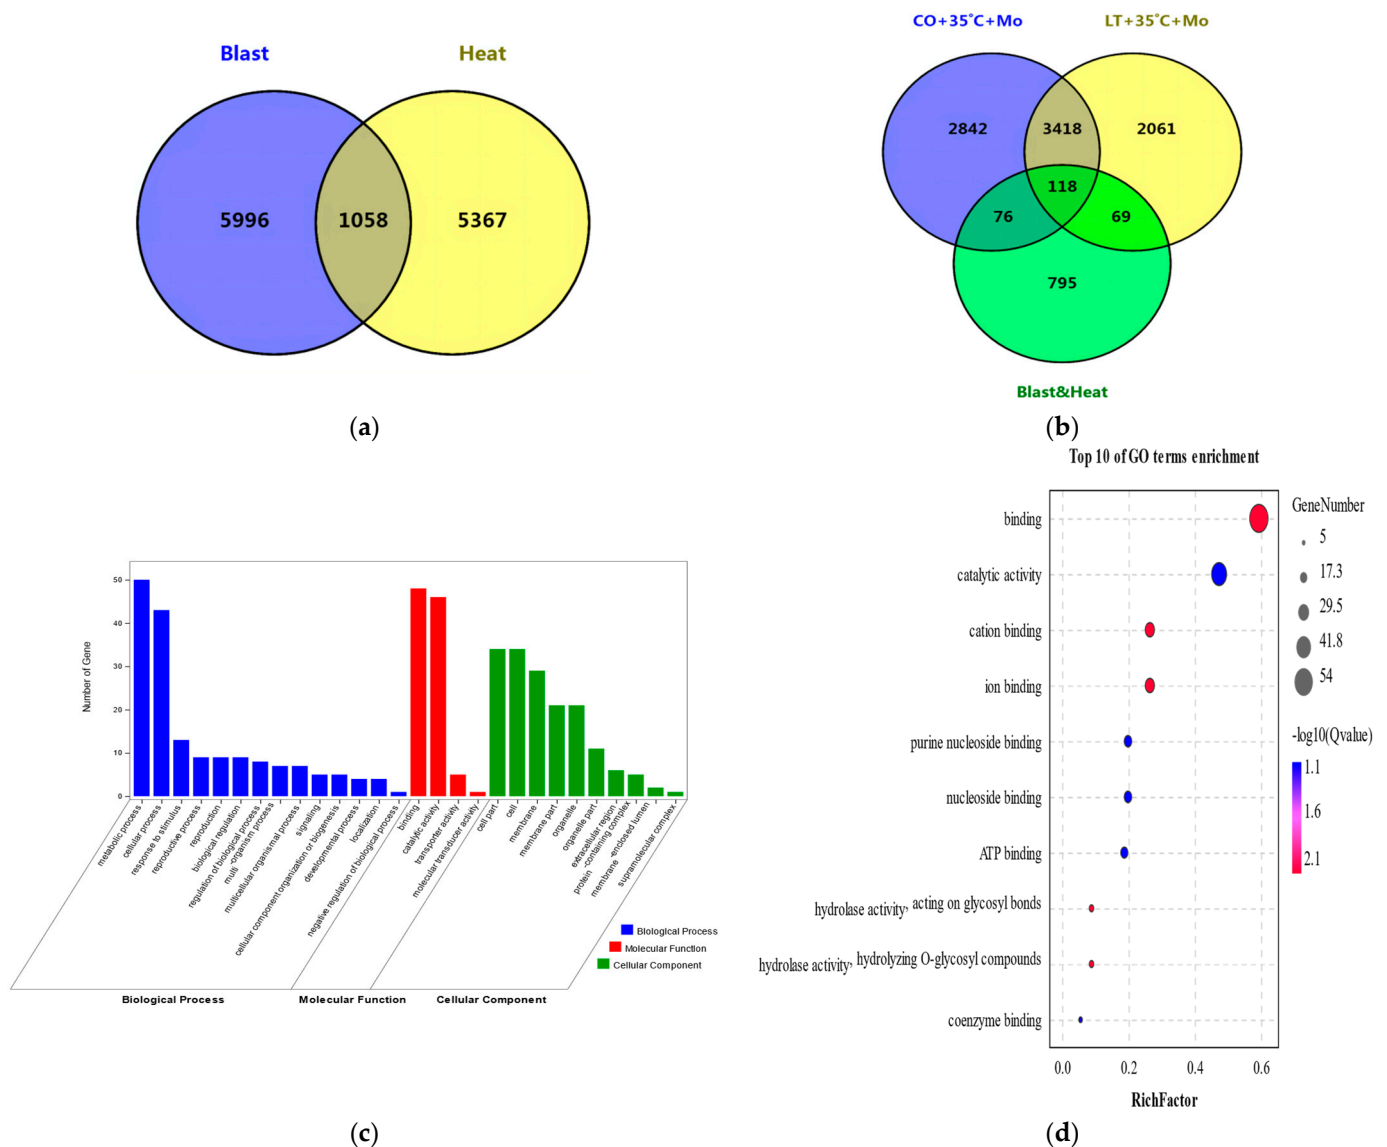 Blast Heat
5996 1058 5367
(a)
CO+35°C+Mo LT+35°C+Mo
2842 3418 2061
118
76 69
795
Blast&Heat
(b)
Number of Gene
50
40
30
20
10
0
metabolic process
cellular process
response to stimulus
reproductive process
reproduction
biological regulation
regulation of biological process
multi-organism process
multicellular organismal process
signaling
cellular component organization or biogenesis
developmental process
localization
negative regulation of biological process
binding
catalytic activity
transporter activity
molecular transducer activity
cell part
cell
membrane
membrane part
organelle
organelle part
extracellular region
protein -containing complex
membrane -enclosed lumen
supramolecular complex
Biological Process
Molecular Function
Cellular Component
Biological Process Molecular Function Cellular Component
(c)
Top 10 of GO terms enrichment
binding
catalytic activity
cation binding
ion binding
purine nucleoside binding
nucleoside binding
ATP binding
hydrolase activity, acting on glycosyl bonds
hydrolase activity, hydrolyzing O-glycosyl compounds
coenzyme binding
0.0 0.2 0.4 0.6
RichFactor
GeneNumber
5
17.3
29.5
41.8
54
-log10(Qvalue)
1.1
1.6
2.1
(d)